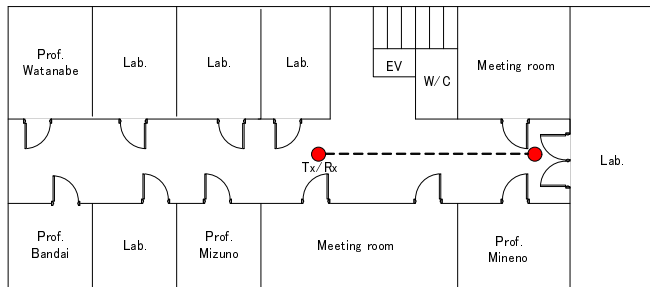 Prof.
Watanabe
Lab.
Lab.
Lab.
EV
W/C
Meeting room
Tx/Rx
Lab.
Prof.
Bandai
Lab.
Prof.
Mizuno
Meeting room
Prof.
Mineno